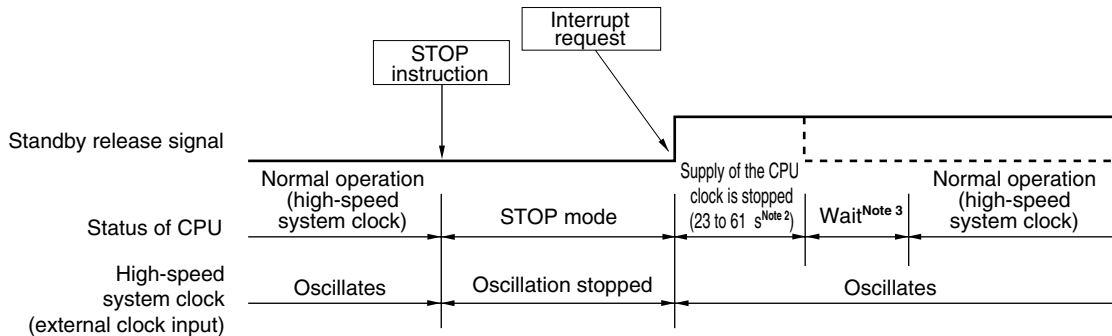 Interrupt
request
STOP
instruction
Standby release signal
Normal operation
(high-speed
system clock)
Supply of the CPU
clock is stopped
(23 to 61 s Note 2)
Normal operation
(high-speed
system clock)
Status of CPU
STOP mode
Wait Note 3
High-speed
system clock
(external clock input)
Oscillates
Oscillation stopped
Oscillates